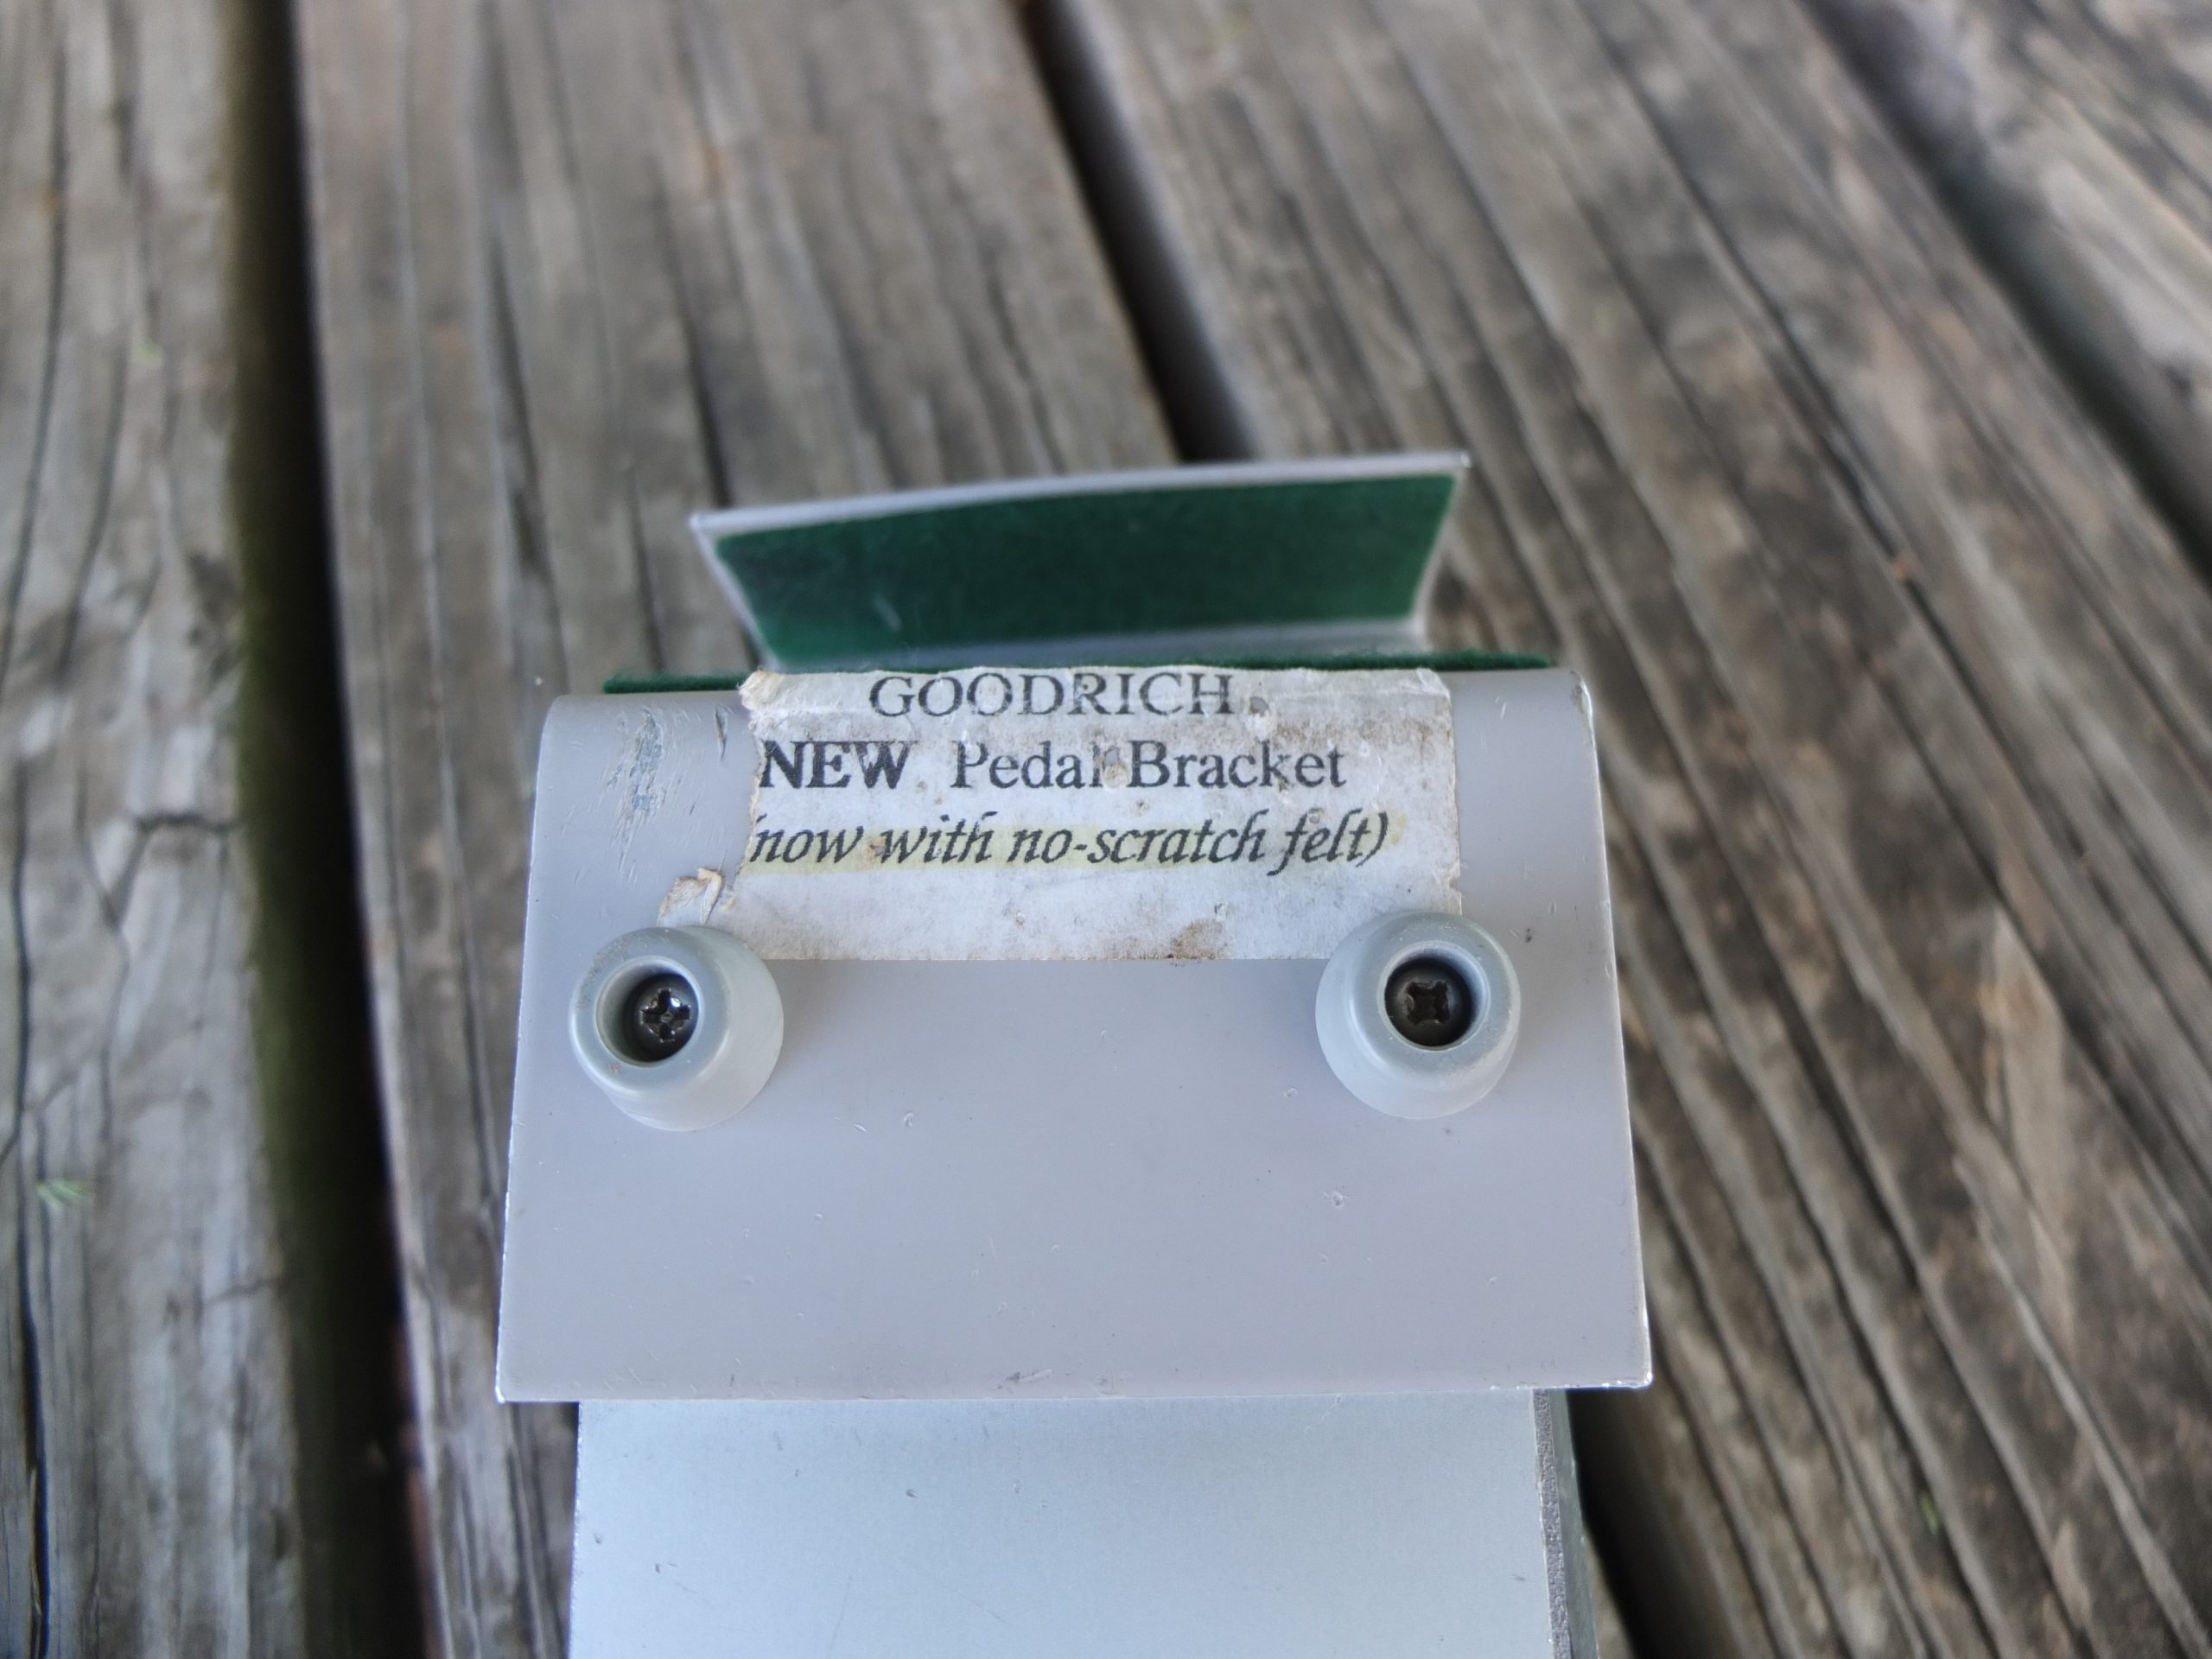 GOODRICH
NEW Pedal Bracket
(now with no-scratch felt)